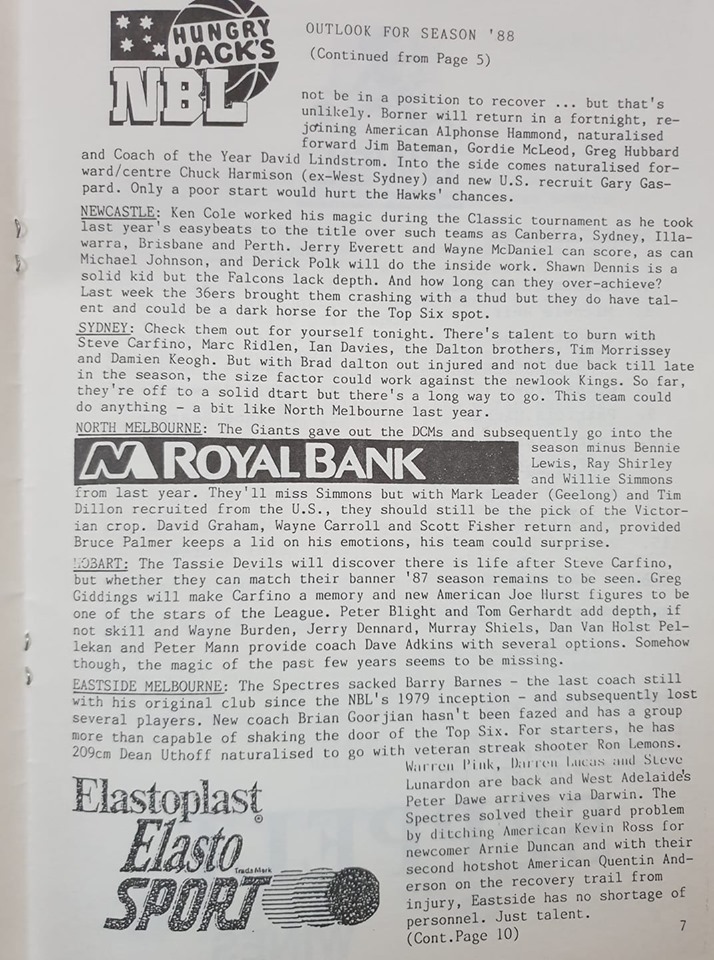 HUNGRY
JACK'S
NBL
OUTLOOK FOR SEASON '88
(Continued from Page 5)
not be in a position to recover ... but that's
unlikely. Borner will return in a fortnight, re-
joining American Alphonse Hammond, naturalised
forward Jim Bateman, Gordie McLeod, Greg Hubbard
and Coach of the Year David Lindstrom. Into the side comes naturalised for-
ward/centre Chuck Harmison (ex-West Sydney) and new U.S. recruit Gary Gas-
pard. Only a poor start would hurt the Hawks' chances.
NEWCASTLE: Ken Cole worked his magic during the Classic tournament as he took
last year's easybeats to the title over such teams as Canberra, Sydney, Illa-
warra, Brisbane and Perth. Jerry Everett and Wayne McDaniel can score, as can
Michael Johnson, and Derick Polk will do the inside work. Shawn Dennis is a
solid kid but the Falcons lack depth. And how long can they over-achieve?
Last week the 36ers brought them crashing with a thud but they do have tal-
ent and could be a dark horse for the Top Six spot.
SYDNEY: Check them out for yourself tonight. There's talent to burn with
Steve Carfino, Marc Ridlen, Ian Davies, the Dalton brothers, Tim Morrissey
and Damien Keogh. But with Brad dalton out injured and not due back till late
in the season, the size factor could work against the newlook Kings. So far,
they're off to a solid dtart but there's a long way to go. This team could
do anything - a bit like North Melbourne last year.
NORTH MELBOURNE: The Giants gave out the DCMs and subsequently go into the
ROYAL BANK
season minus Bennie
Lewis, Ray Shirley
and Willie Simmons
from last year. They'll miss Simmons but with Mark Leader (Geelong) and Tim
Dillon recruited from the U.S., they should still be the pick of the Victor-
ian crop. David Graham, Wayne Carroll and Scott Fisher return and, provided
Bruce Palmer keeps a lid on his emotions, his team could surprise.
HOBART: The Tassie Devils will discover there is life after Steve Carfino,
but whether they can match their banner '87 season remains to be seen. Greg
Giddings will make Carfino a memory and new American Joe Hurst figures to be
one of the stars of the League. Peter Blight and Tom Gerhardt add depth, if
not skill and Wayne Burden, Jerry Dennard, Murray Shiels, Dan Van Holst Pel-
lekan and Peter Mann provide coach Dave Adkins with several options. Somehow
though, the magic of the past few years seems to be missing.
EASTSIDE MELBOURNE: The Spectres sacked Barry Barnes - the last coach still
with his original club since the NBL's 1979 inception - and subsequently lost
several players. New coach Brian Goorjian hasn't been fazed and has a group
more than capable of shaking the door of the Top Six. For starters, he has
209cm Dean Uthoff naturalised to go with veteran streak shooter Ron Lemons.
Warren Pink, Darren Lucas and Steve
Lunardon are back and West Adelaide's
Peter Dawe arrives via Darwin. The
Spectres solved their guard problem
by ditching American Kevin Ross for
newcomer Arnie Duncan and with their
second hotshot American Quentin And-
erson on the recovery trail from
injury, Eastside has no shortage of
personnel. Just talent.
(Cont.Page 10)
Elastoplast®
Elasto
Trade Mark
SPORT
7